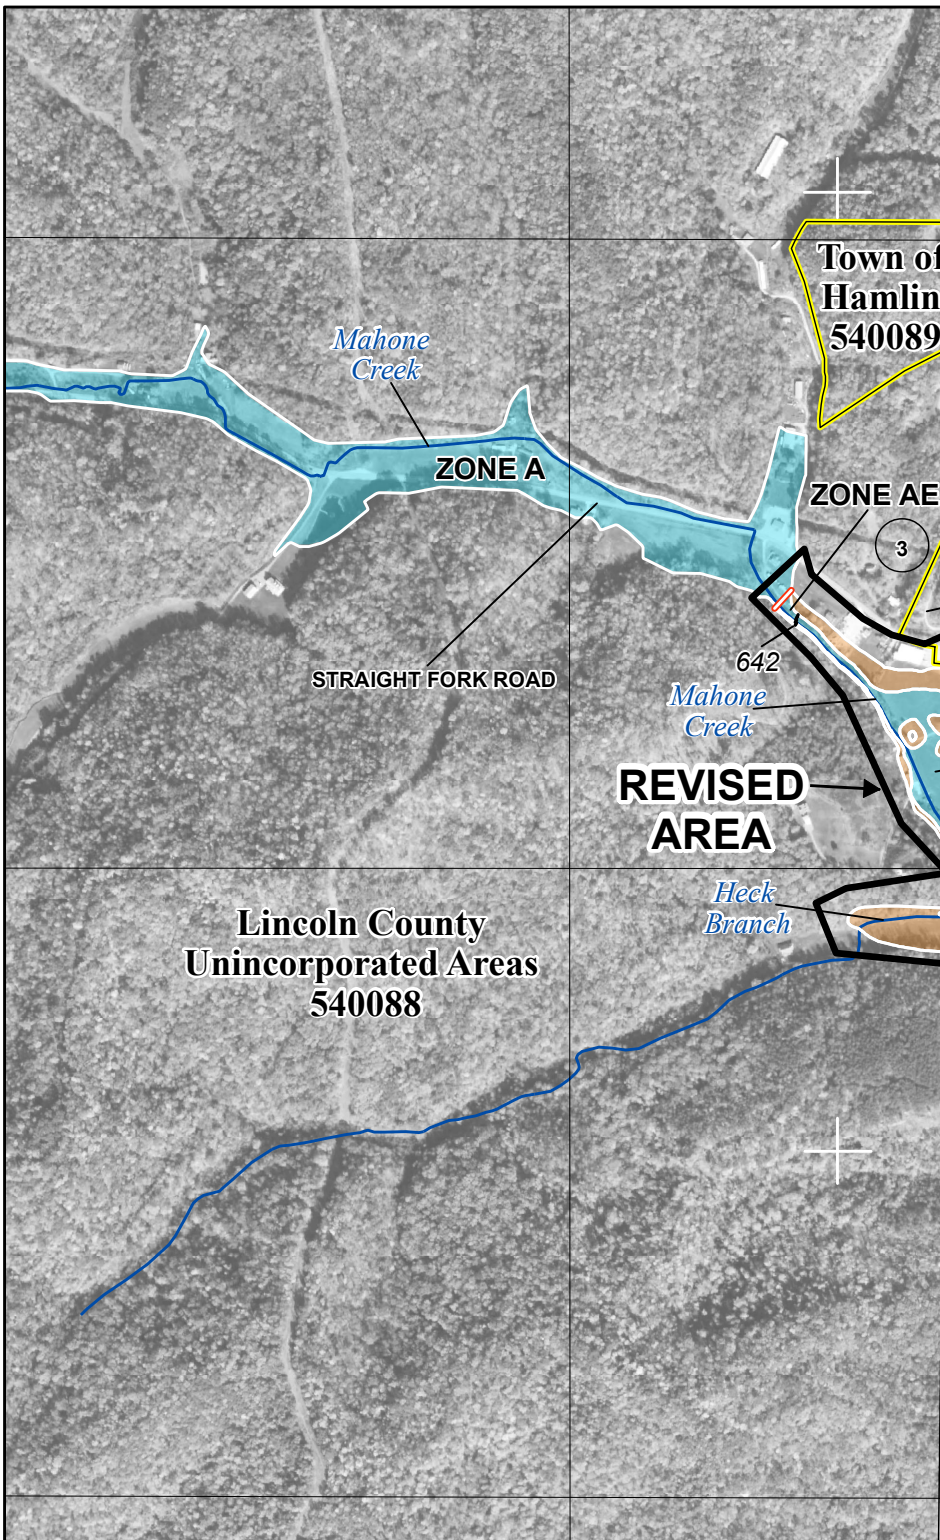 Town of
Hamlin
540089
Mahone
Creek
ZONE A
ZONE AE
3
STRAIGHT FORK ROAD
642
Mahone
Creek
REVISED
AREA
Heck
Branch
Lincoln County
Unincorporated Areas
540088